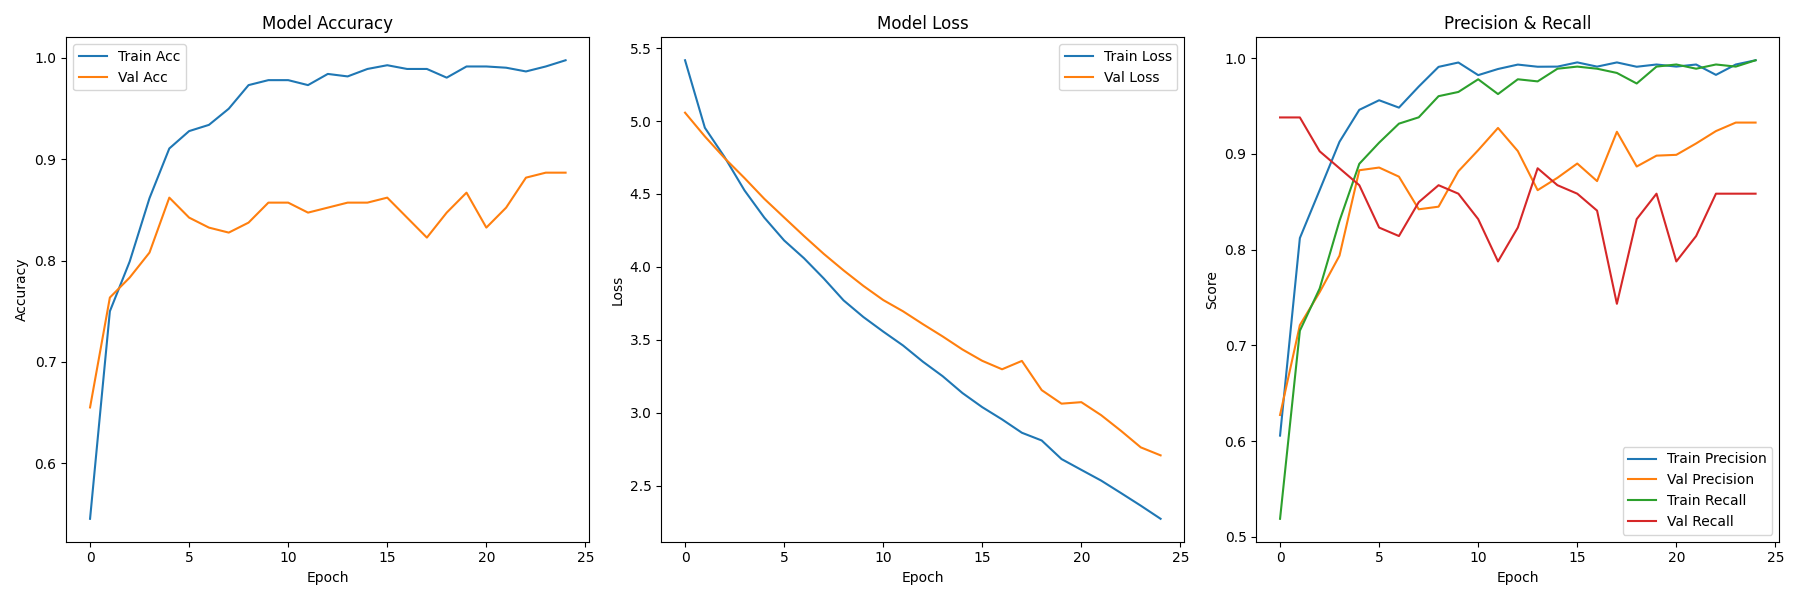 Model Accuracy
Train Acc
Val Acc
1.0
0.9
0.8
0.7
0.6
Accuracy
0 5 10 15 20 25
Epoch
Model Loss
Train Loss
Val Loss
5.5
5.0
4.5
4.0
3.5
3.0
2.5
Loss
0 5 10 15 20 25
Epoch
Precision & Recall
1.0
0.9
0.8
0.7
0.6
0.5
Score
Train Precision
Val Precision
Train Recall
Val Recall
0 5 10 15 20 25
Epoch